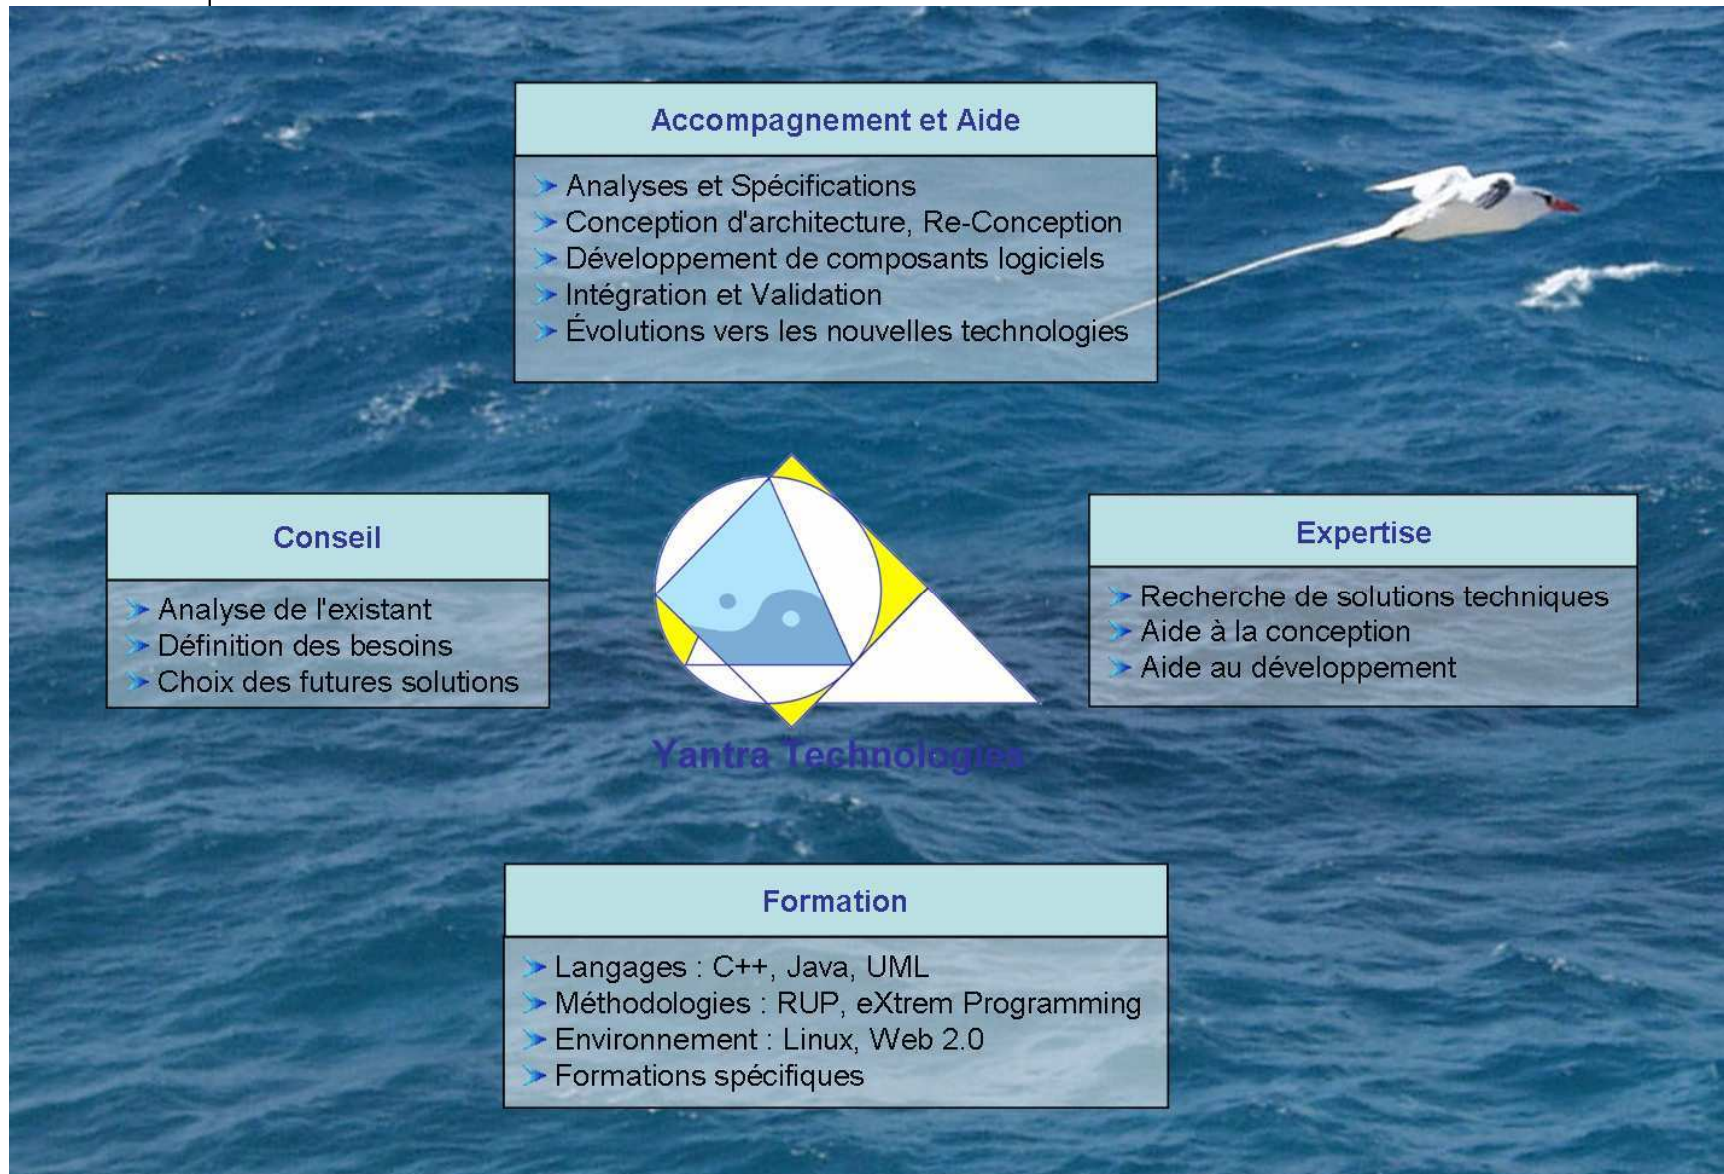 Accompagnement et Aide
Analyses et Spécifications
Conception d'architecture, Re-Conception
Développement de composants logiciels
Intégration et Validation
Évolutions vers les nouvelles technologies
Conseil
Analyse de l'existant
Définition des besoins
Choix des futures solutions
Expertise
Recherche de solutions techniques
Aide à la conception
Aide au développement
Yantra Technologies
Formation
Langages : C++, Java, UML
Méthodologies : RUP, eXtrem Programming
Environnement : Linux, Web 2.0
Formations spécifiques